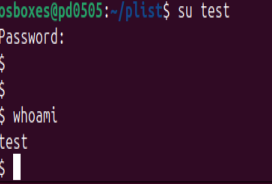 osboxes@pd0505:~/plist$ su test
Password:
$
$
$ whoami
test
$